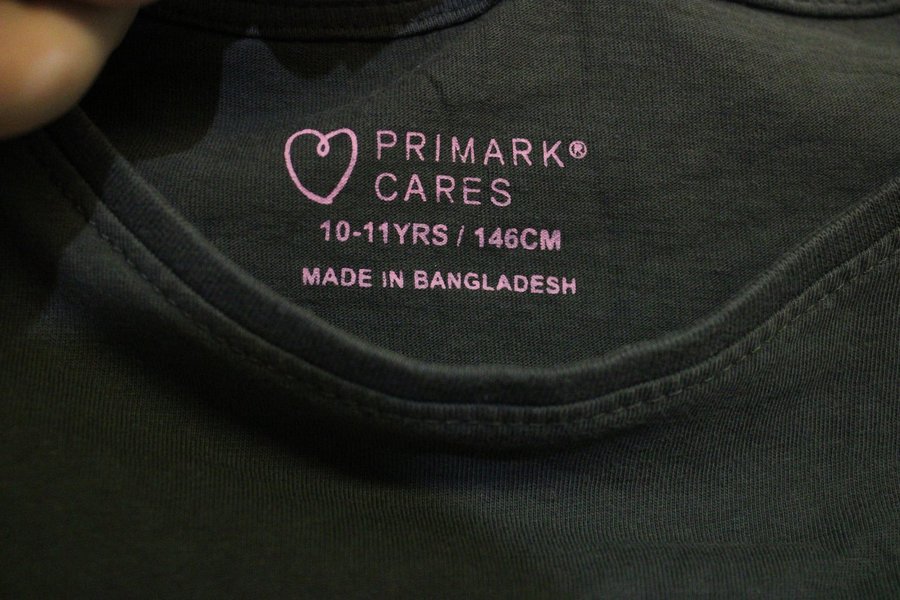 PRIMARK®
CARES
10-11YRS / 146CM
MADE IN BANGLADESH